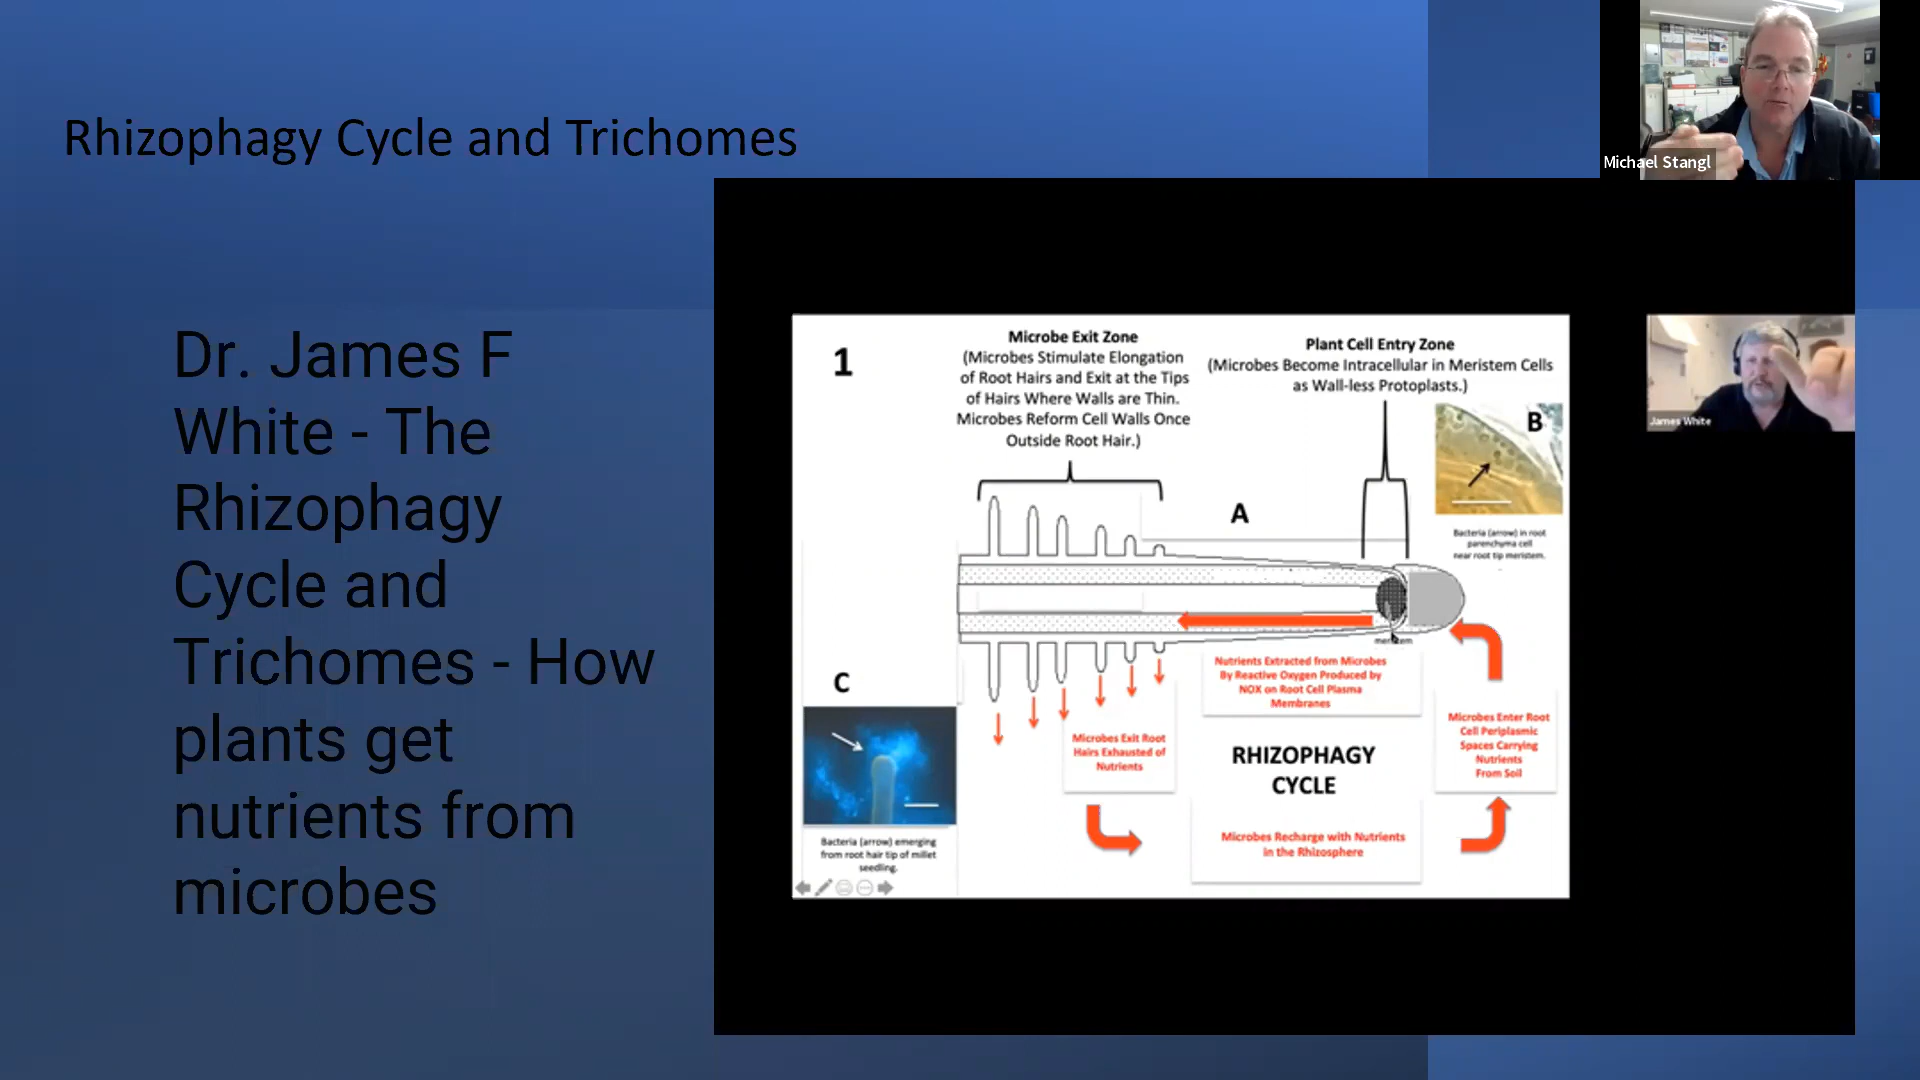 Rhizophagy Cycle and Trichomes
Michael Stangl
Dr. James F
White - The
Rhizophagy
Cycle and
Trichomes - How
plants get
nutrients from
microbes
1
Microbe Exit Zone
(Microbes Stimulate Elongation
of Root Hairs and Exit at the Tips
of Hairs Where Walls are Thin.
Microbes Reform Cell Walls Once
Outside Root Hair.)
Plant Cell Entry Zone
(Microbes Become Intracellular in Meristem Cells
as Wall-less Protoplasts.)
B
James White
A
Bacteria (arrow) in root
parenchyma cell
near root tip meristem.
meristem
C
Nutrients Extracted from Microbes
By Reactive Oxygen Produced by
NOX on Root Cell Plasma
Membranes
Microbes Exit Root
Hairs Exhausted of
Nutrients
RHIZOPHAGY
CYCLE
Microbes Enter Root
Cell Periplasmic
Spaces Carrying
Nutrients
From Soil
Microbes Recharge with Nutrients
in the Rhizosphere
Bacteria (arrow) emerging
from root hair tip of millet
seedling.